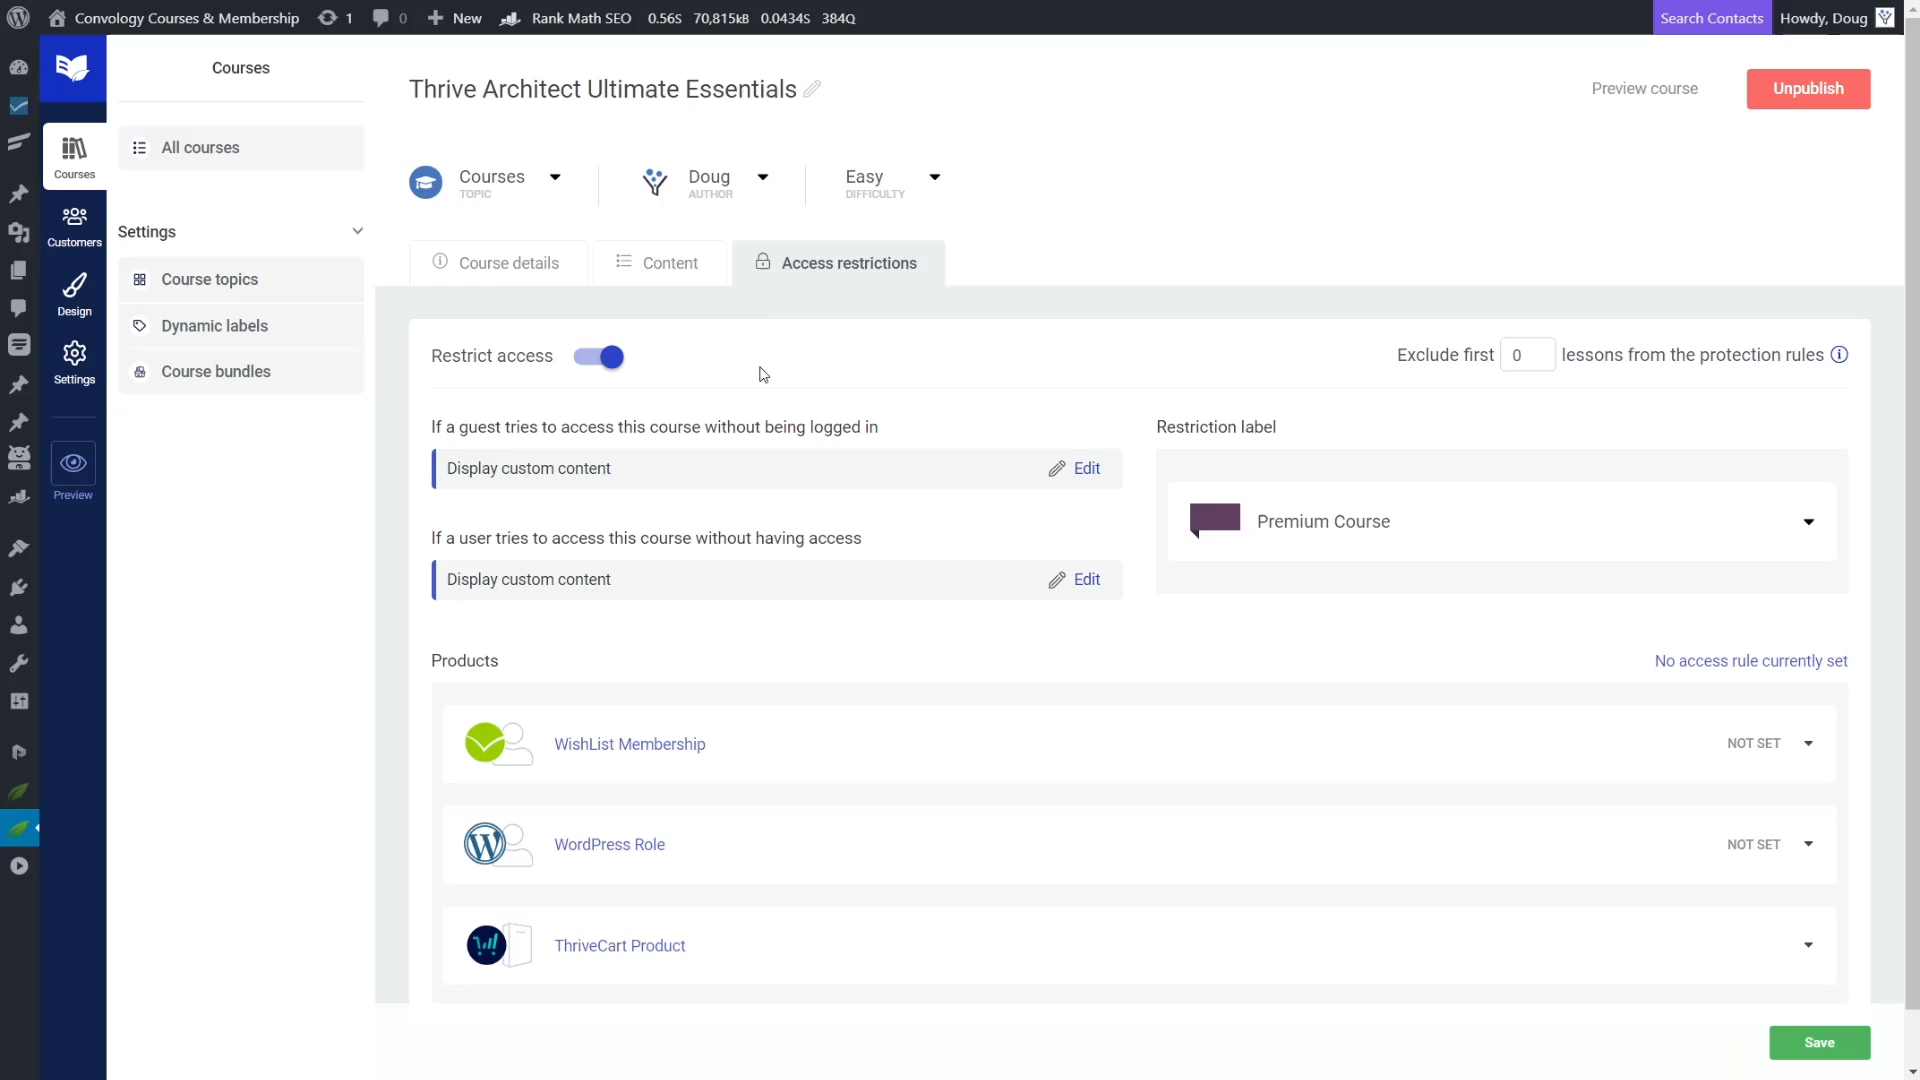 Convology Courses & Membership 1 0 New Rank Math SEO 0.56S 70,815KB 0.0434S 384Q Search Contacts Howdy, Doug
Courses
Thrive Architect Ultimate Essentials
Preview course
Unpublish
All courses
Courses
Courses
TOPIC
Doug
AUTHOR
Easy
DIFFICULTY
Customers
Settings
Course details
Content
Access restrictions
Course topics
Design
Dynamic labels
Restrict access
Exclude first 0 lessons from the protection rules
Course bundles
Settings
If a guest tries to access this course without being logged in
Restriction label
Display custom content
Edit
Preview
Premium Course
If a user tries to access this course without having access
Display custom content
Edit
Products
No access rule currently set
WishList Membership
NOT SET
WordPress Role
NOT SET
ThriveCart Product
Save